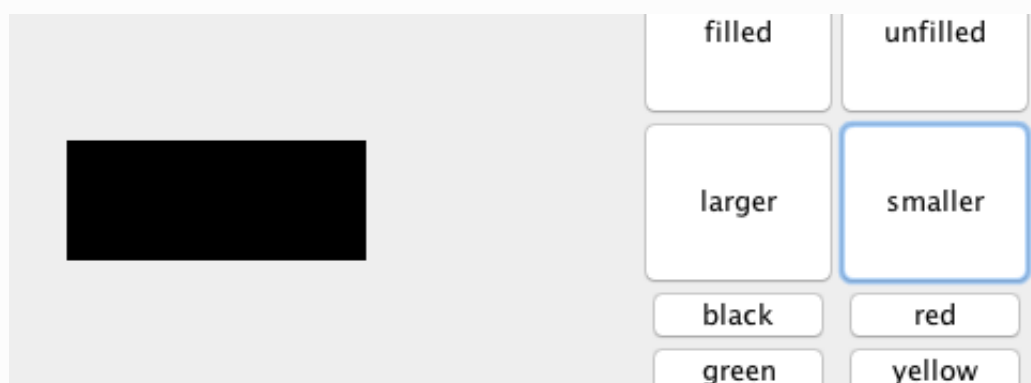 filled unfilled
larger smaller
black red
green yellow